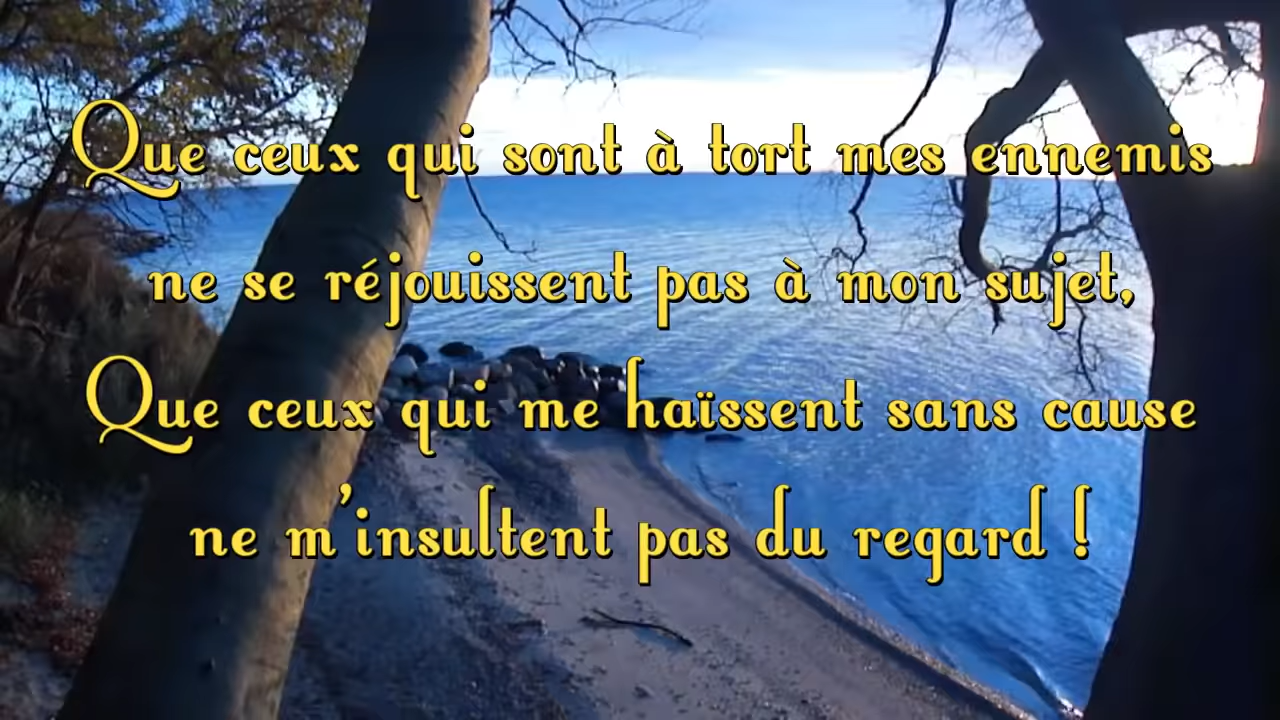 Que ceux qui sont à tort mes ennemis
ne se réjouissent pas à mon sujet,
Que ceux qui me haïssent sans cause
ne m'insultent pas du regard !